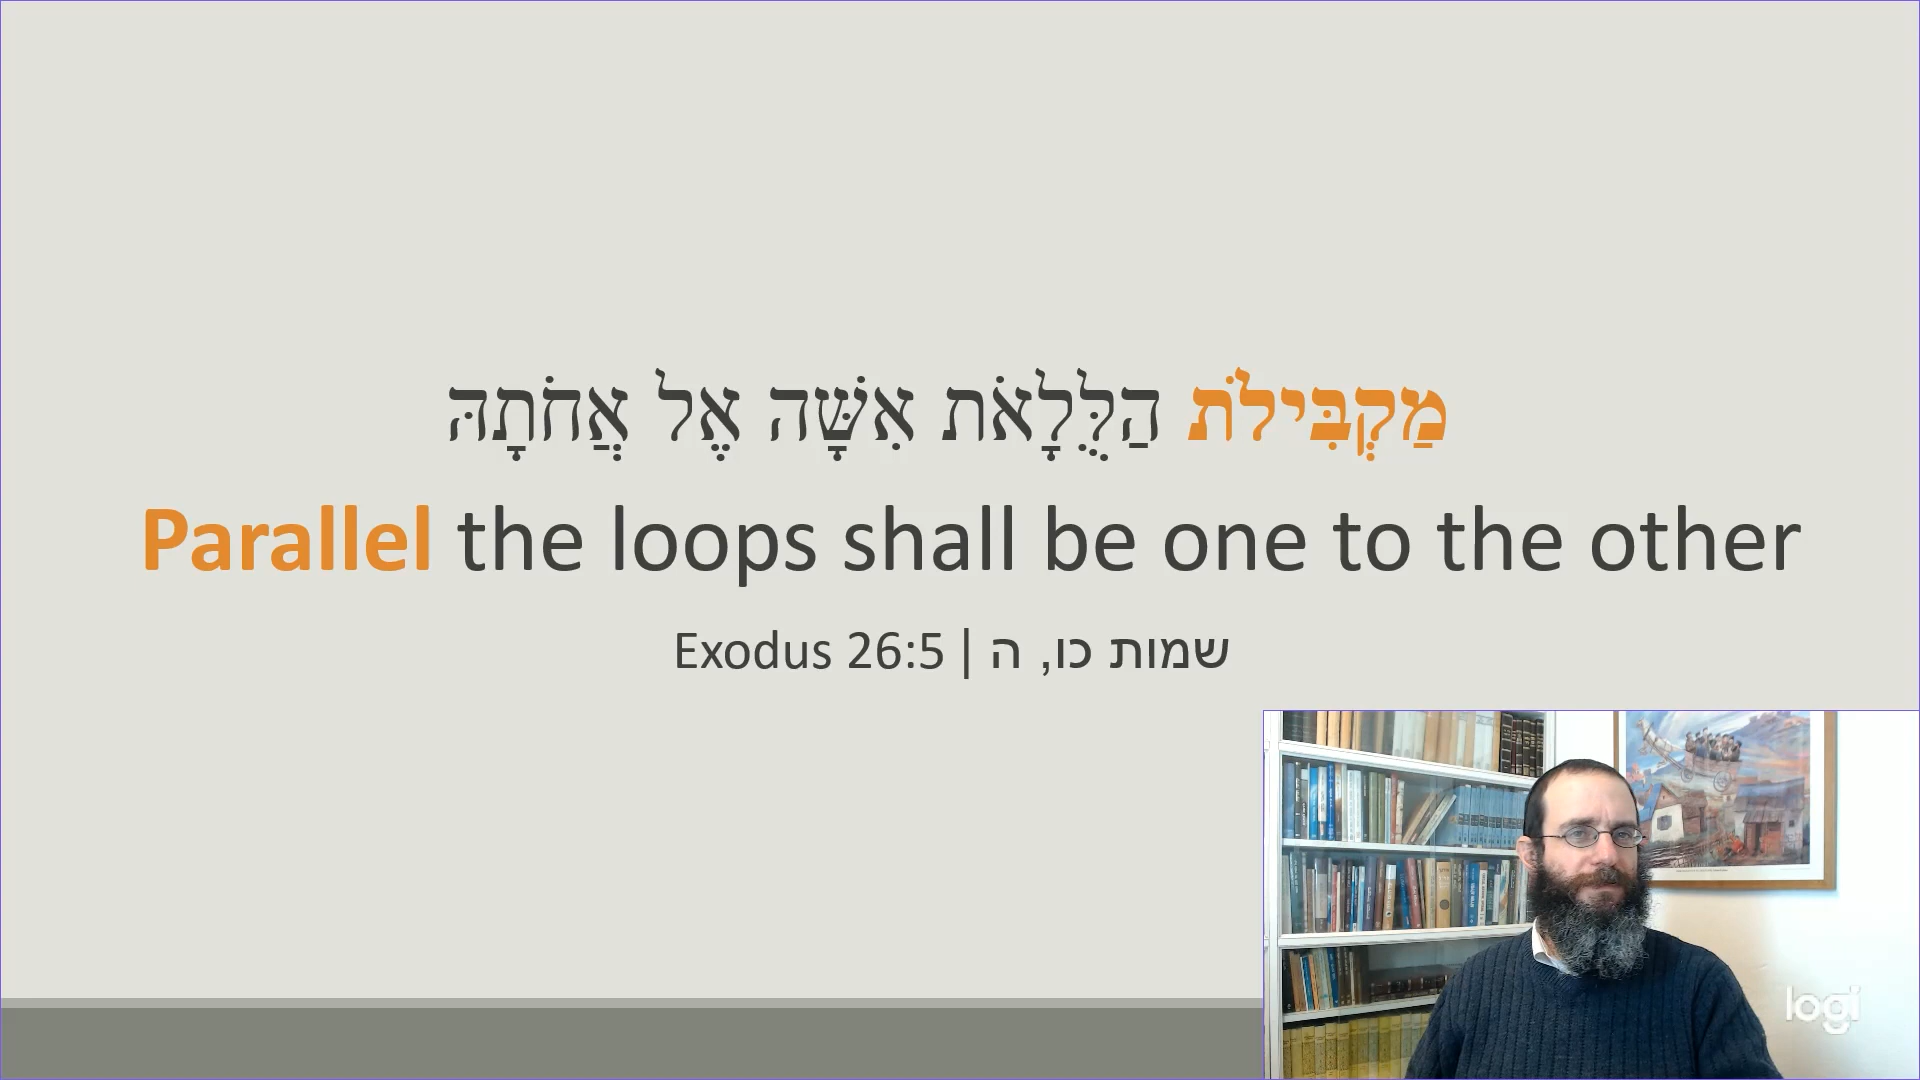 מַקְבִּילֹת הַלֻּלָאֹת אִשָּׁה אֶל אֲחֹתָהּ
Parallel the loops shall be one to the other
Exodus 26:5 | שמות כו, ה
logi